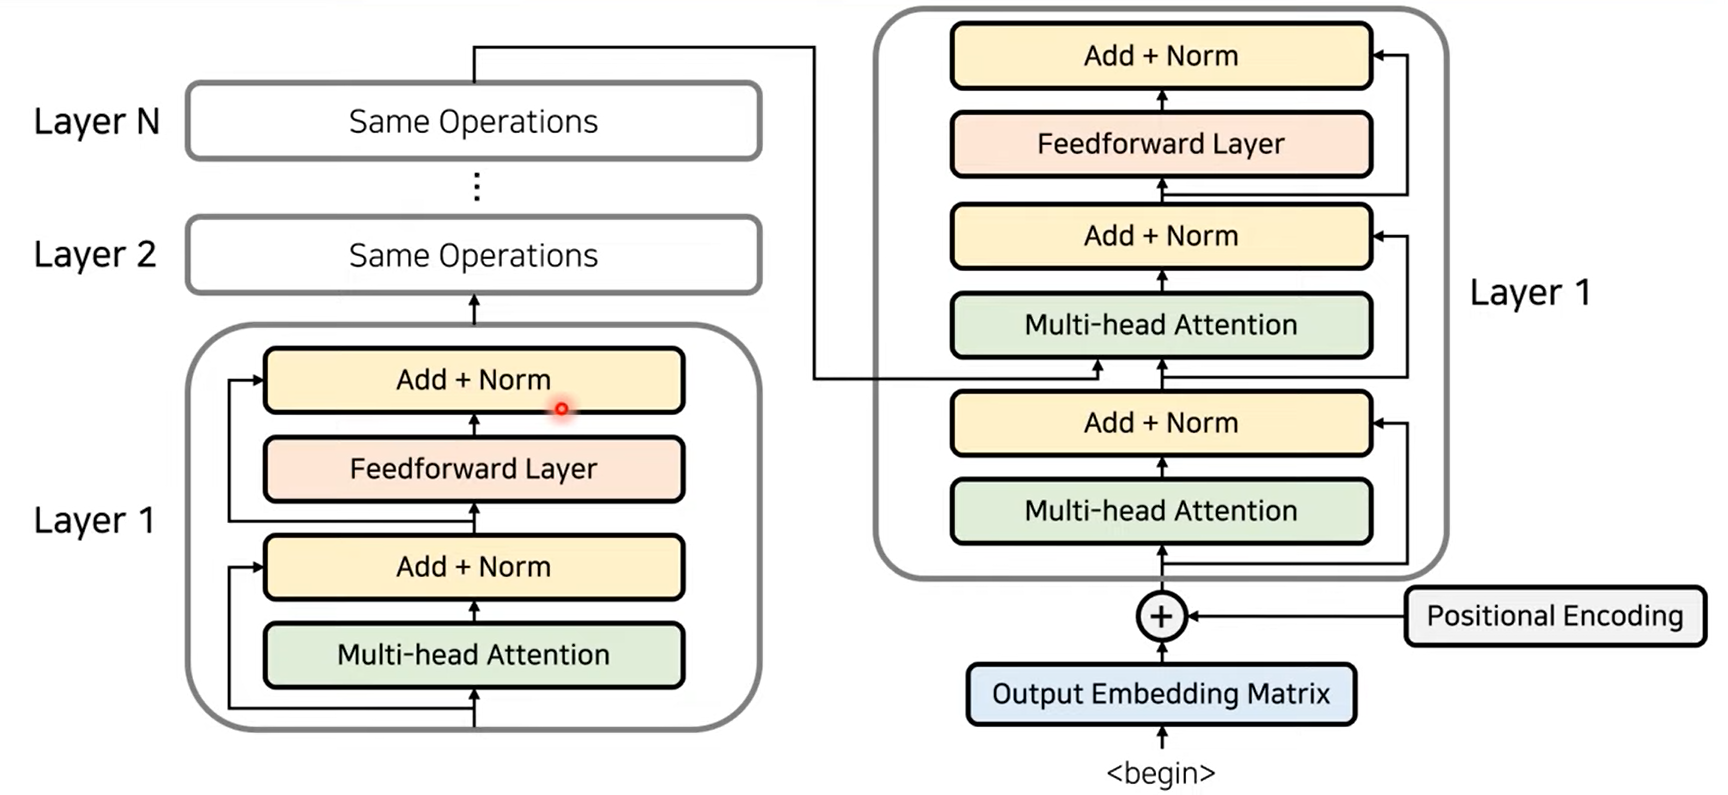 Layer N
Same Operations
Layer 2
Same Operations
Layer 1
Add + Norm
Feedforward Layer
Add + Norm
Multi-head Attention
Add + Norm
Feedforward Layer
Add + Norm
Multi-head Attention
Add + Norm
Multi-head Attention
Layer 1
+
Positional Encoding
Output Embedding Matrix
<begin>